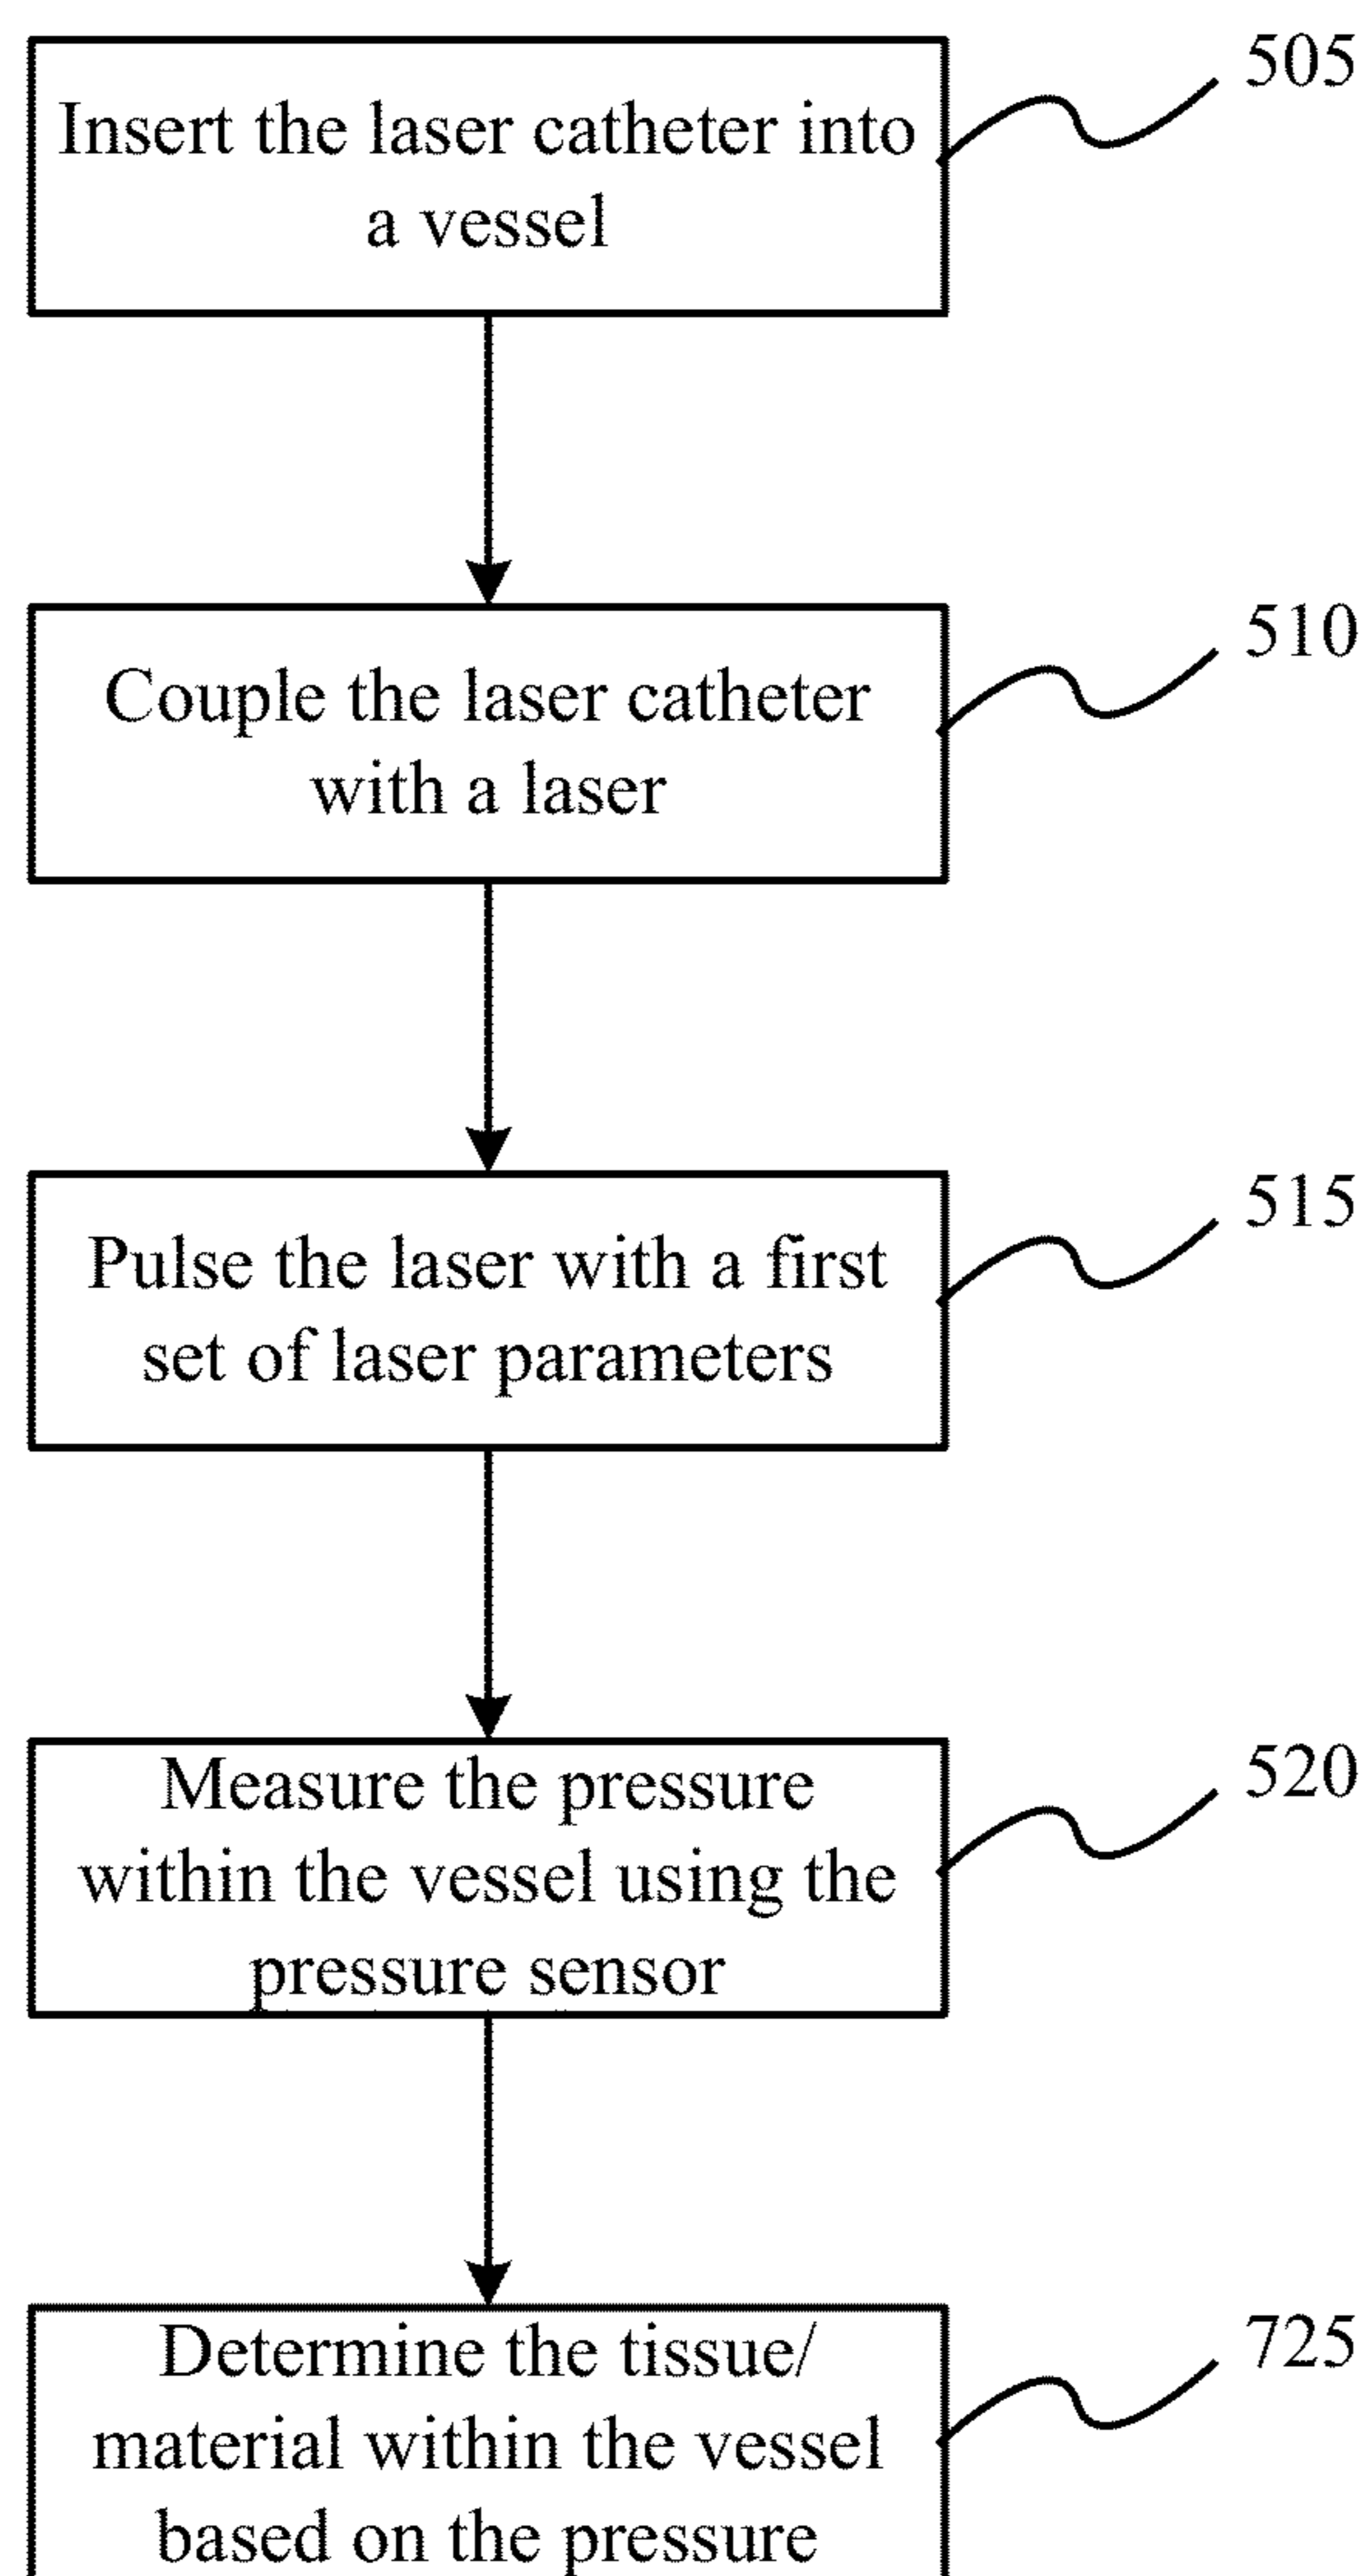 505
Insert the laser catheter into
a vessel
510
Couple the laser catheter
with a laser
515
Pulse the laser with a first
set of laser parameters
520
Measure the pressure
within the vessel using the
pressure sensor
725
Determine the tissue/
material within the vessel
based on the pressure